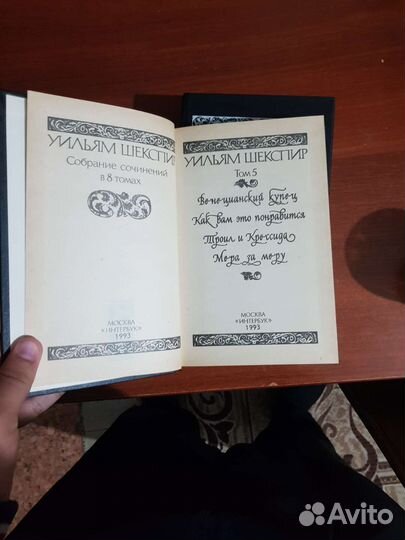 УИЛЬЯМ ШЕКСПИР
Собрание сочинений
в 8 томах
МОСКВА
«ИНТЕРБУК»
1993
УИЛЬЯМ ШЕКСПИР
Том 5
Венецианский купец
Как вам это понравится
Троил и Крессида
Мера за меру
МОСКВА
«ИНТЕРБУК»
1993
Avito